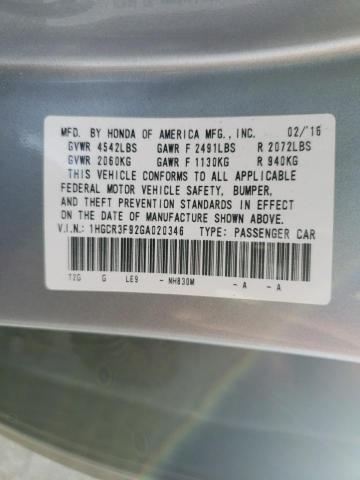 MFD. BY HONDA OF AMERICA MFG., INC. 02/'16
GVWR 4542LBS GAWR F 2491LBS R 2072LBS
GVWR 2060KG GAWR F 1130KG R 940KG
THIS VEHICLE CONFORMS TO ALL APPLICABLE
FEDERAL MOTOR VEHICLE SAFETY, BUMPER,
AND THEFT PREVENTION STANDARDS IN EFFECT
ON THE DATE OF MANUFACTURE SHOWN ABOVE.
V.I.N.: 1HGCR3F92GA020346 TYPE: PASSENGER CAR
T2G G LE9 - NH830M - A - A